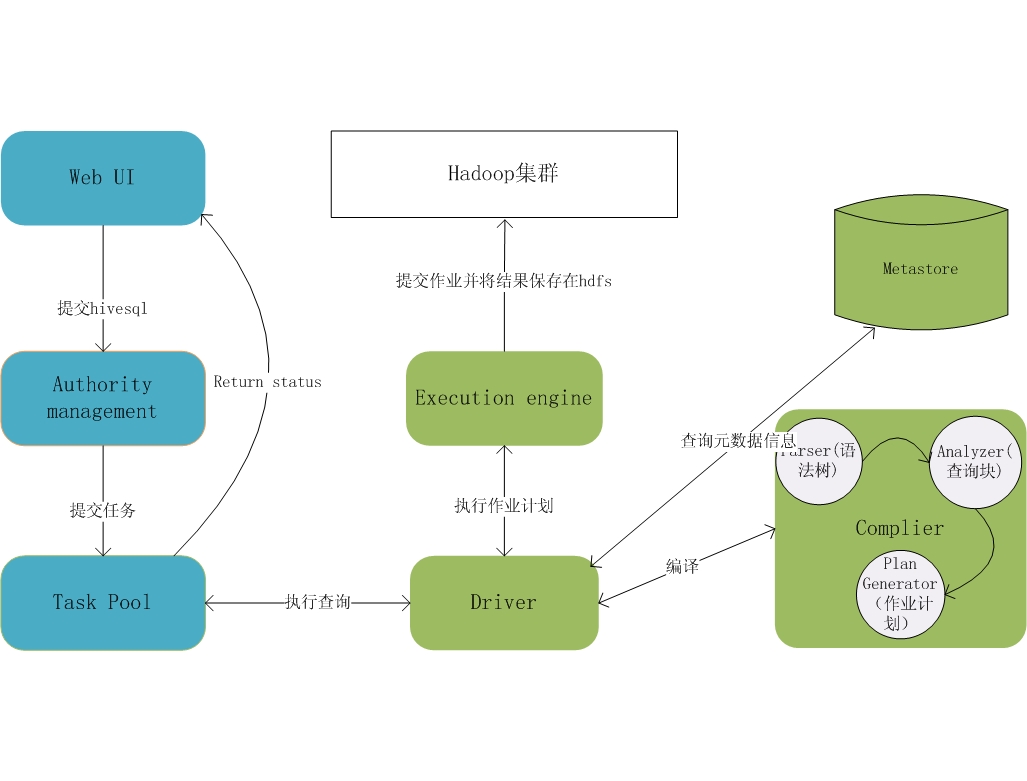 Web UI
Hadoop集群
Metastore
提交作业并将结果保存在hdfs
提交hivesql
Return status
Authority
management
Execution engine
查询元数据信息
Parser(语
法树)
Analyzer(
查询块)
提交任务
执行作业计划
Complier
编译
Plan
Generator
（作业计
划）
Task Pool
执行查询
Driver